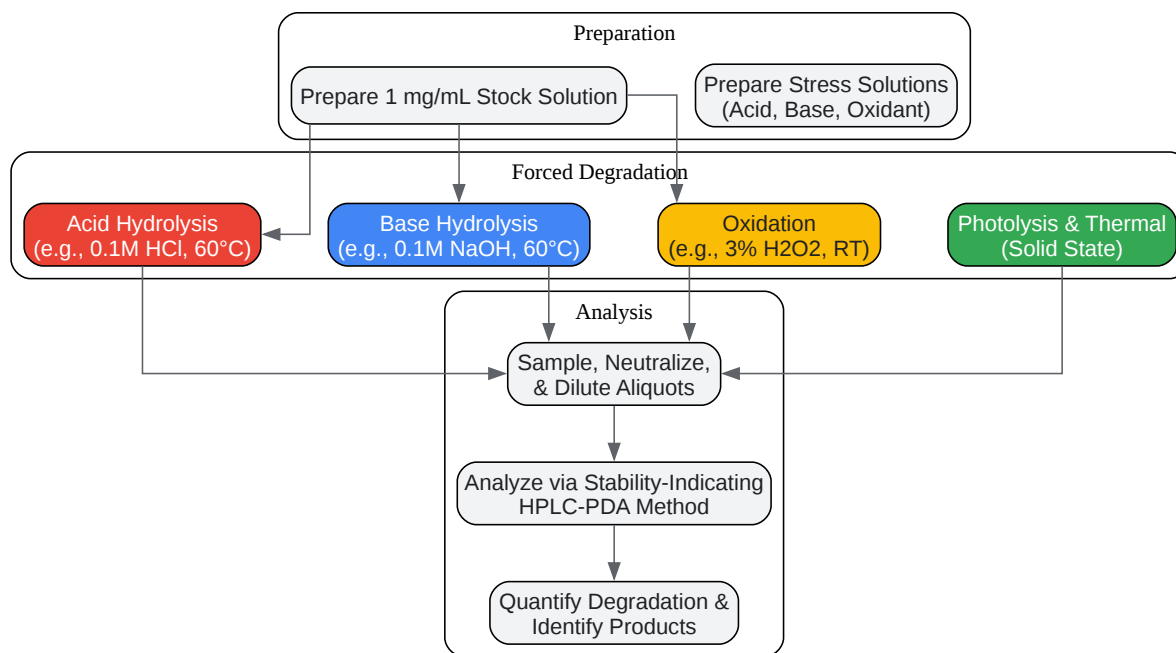 Preparation
Prepare 1 mg/mL Stock Solution
Prepare Stress Solutions
(Acid, Base, Oxidant)
Forced Degradation
Acid Hydrolysis
(e.g., 0.1M HCl, 60°C)
Base Hydrolysis
(e.g., 0.1M NaOH, 60°C)
Oxidation
(e.g., 3% H2O2, RT)
Photolysis & Thermal
(Solid State)
Analysis
Sample, Neutralize,
& Dilute Aliquots
Analyze via Stability-Indicating
HPLC-PDA Method
Quantify Degradation &
Identify Products